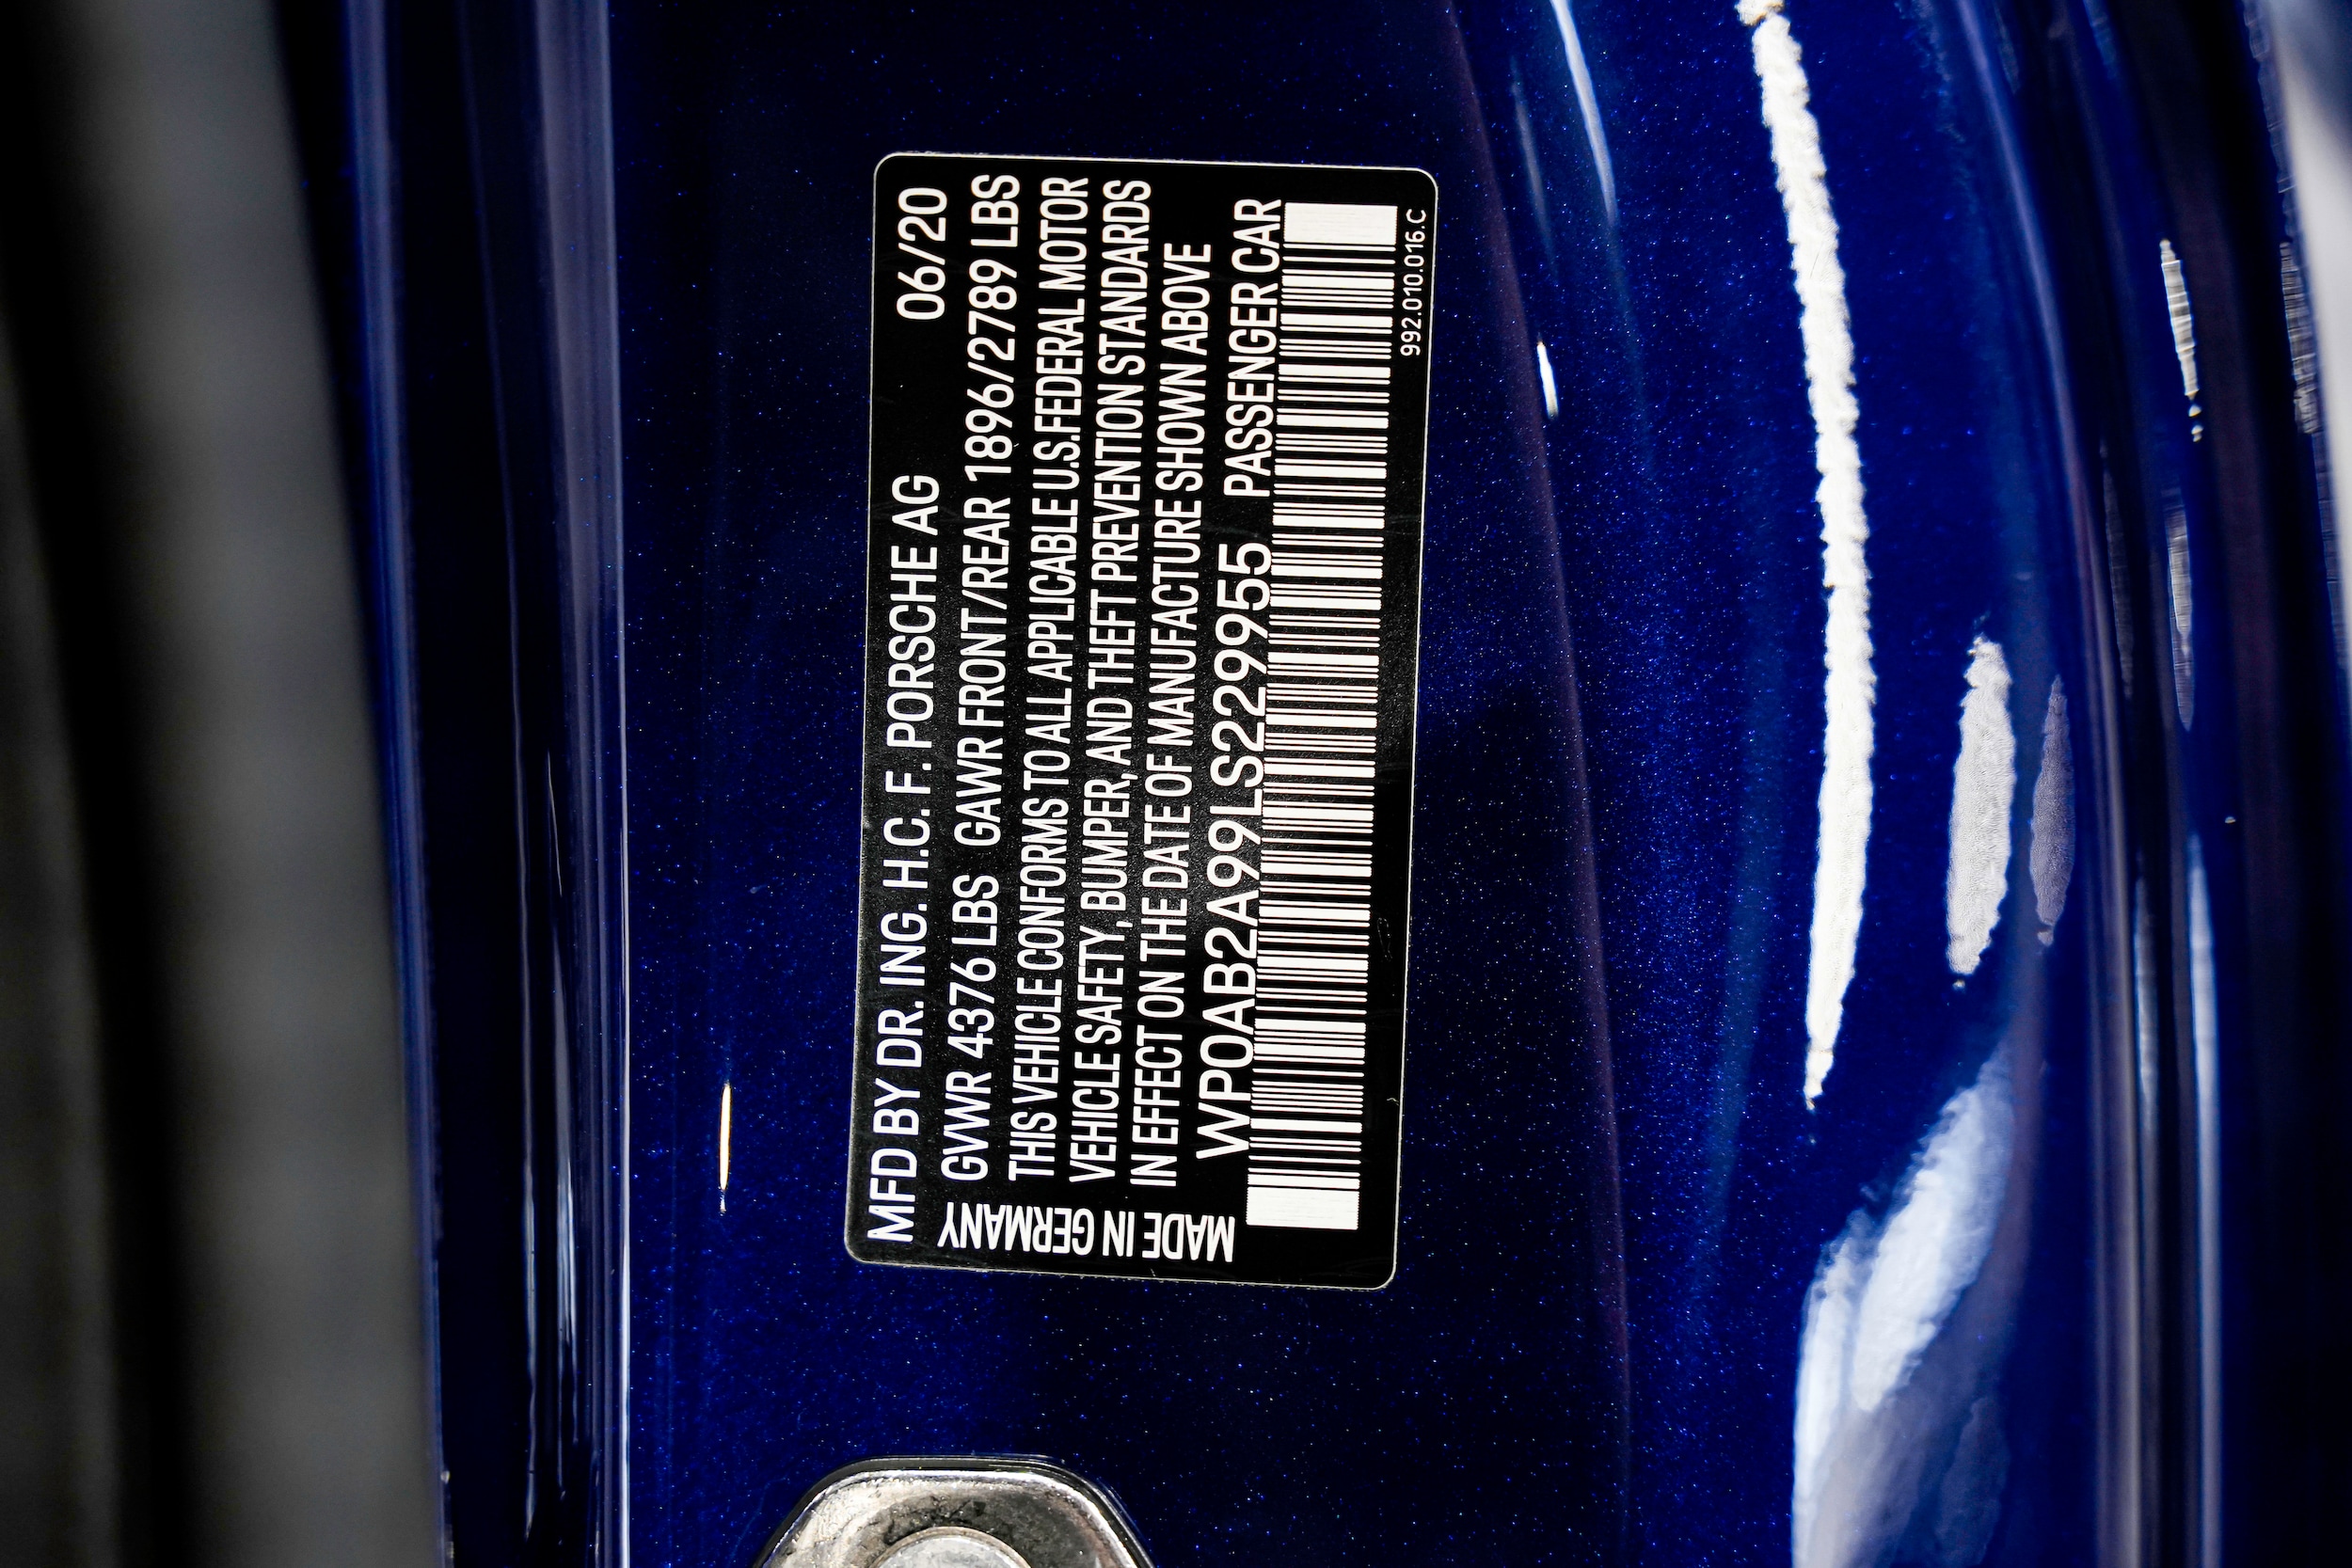 MFD BY DR. ING. H.C. F. PORSCHE AG 06/20
GVWR 4376 LBS GAWR FRONT/REAR 1896/2789 LBS
THIS VEHICLE CONFORMS TO ALL APPLICABLE U.S.FEDERAL MOTOR
VEHICLE SAFETY, BUMPER, AND THEFT PREVENTION STANDARDS
IN EFFECT ON THE DATE OF MANUFACTURE SHOWN ABOVE
WP0AB2A99LS229955 PASSENGER CAR
992.010.016.C
MADE IN GERMANY